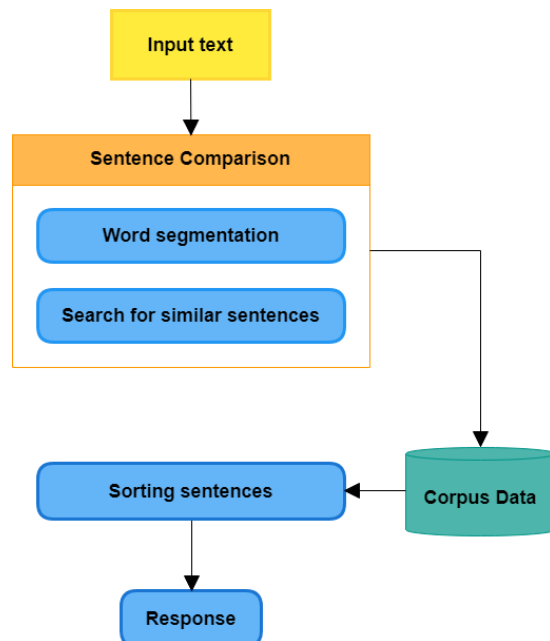 Input text
Sentence Comparison
Word segmentation
Search for similar sentences
Corpus Data
Sorting sentences
Response